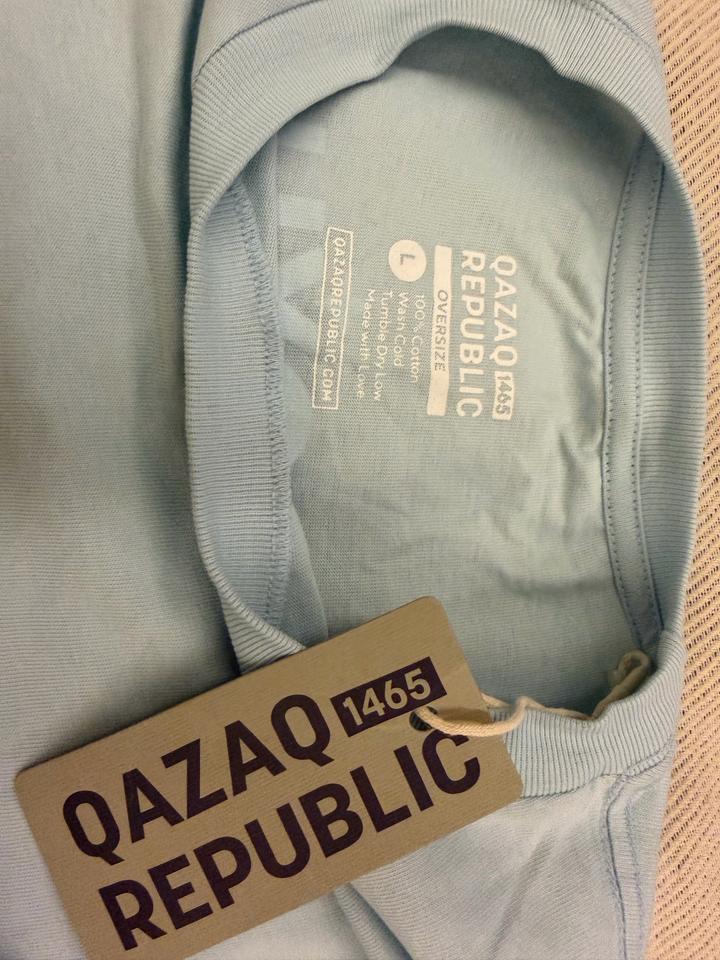 QAZAQ 1465
REPUBLIC
OVERSIZE
L
100% Cotton
Wash Cold
Tumble Dry Low
Made with Love
QAZAQREPUBLIC.COM
QAZAQ 1465
REPUBLIC